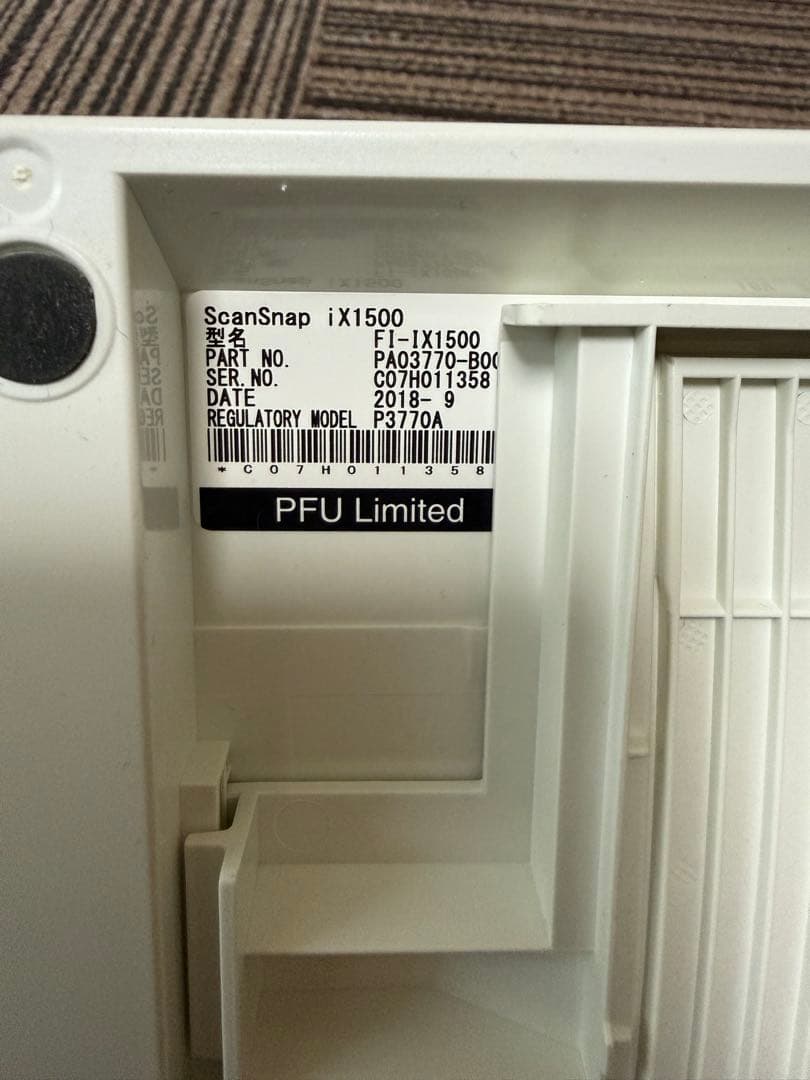 ScanSnap iX1500
型名 FI-IX1500
PART NO. PA03770-B0
SER.NO. C07H011358
DATE 2018- 9
REGULATORY MODEL P3770A
*C07H011358
PFU Limited